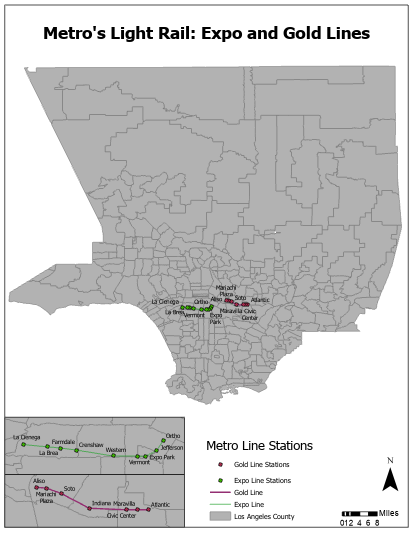 Metro's Light Rail: Expo and Gold Lines
Mariachi
Plaza
Soto
La Cienega
Ortho
Aliso
Atlantic
La Brea
Vermont
Expo
Park
Maravilla
Civic
Center
La Cienega
Farmdale
La Brea
Crenshaw
Western
Vermont
Expo Park
Jefferson
Ortho
Aliso
Mariachi
Plaza
Soto
Indiana
Maravilla
Civic Center
Atlantic
Metro Line Stations
Gold Line Stations
Expo Line Stations
Gold Line
Expo Line
Los Angeles County
N
Miles
012 4 6 8